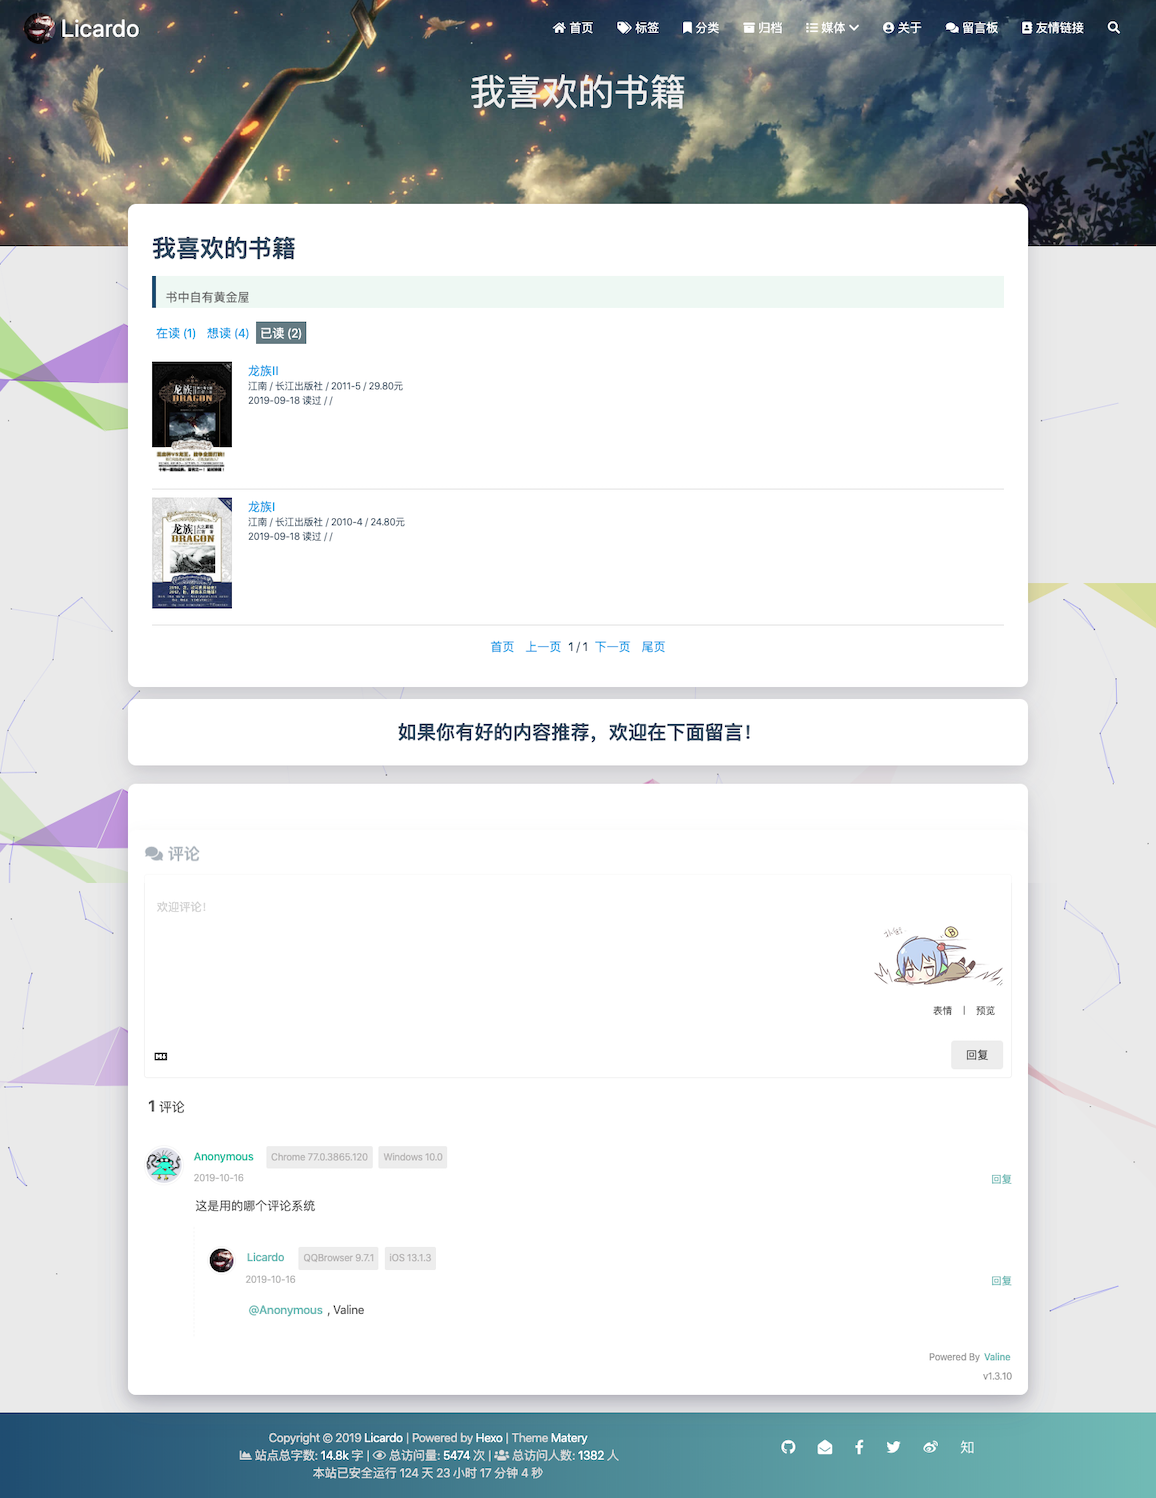 Licardo
首页 标签 分类 归档 媒体 关于 留言板 友情链接
我喜欢的书籍
我喜欢的书籍
书中自有黄金屋
在读 (1) 想读 (4) 已读 (2)
龙族II
江南 / 长江出版社 / 2011-5 / 29.80元
2019-09-18 读过 / /
龙族
DRAGON
龙族I
江南 / 长江出版社 / 2010-4 / 24.80元
2019-09-18 读过 / /
龙族
DRAGON
首页 上一页 1 / 1 下一页 尾页
如果你有好的内容推荐，欢迎在下面留言！
评论
欢迎评论！
表情 | 预览
回复
1 评论
Anonymous Chrome 77.0.3865.120 Windows 10.0
2019-10-16
回复
这是用的哪个评论系统
Licardo QQBrowser 9.7.1 iOS 13.1.3
2019-10-16
回复
@Anonymous , Valine
Powered By Valine
v1.3.10
Copyright © 2019 Licardo | Powered by Hexo | Theme Matery
站点总字数: 14.8k 字 | 总访问量: 5474 次 | 总访问人数: 1382 人
本站已安全运行 124 天 23 小时 17 分钟 4 秒
知